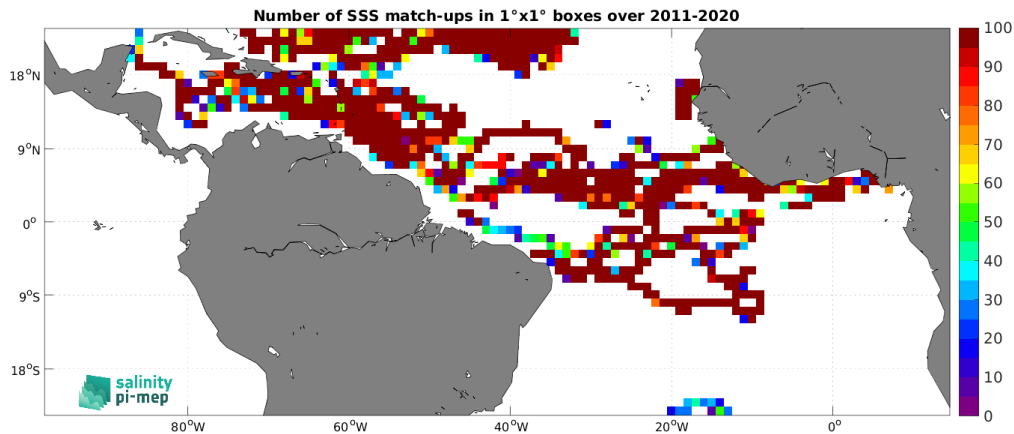 Number of SSS match-ups in 1°x1° boxes over 2011-2020
18°N
9°N
0°
9°S
18°S
80°W
60°W
40°W
20°W
0°
100
90
80
70
60
50
40
30
20
10
0
salinity
pi-mep